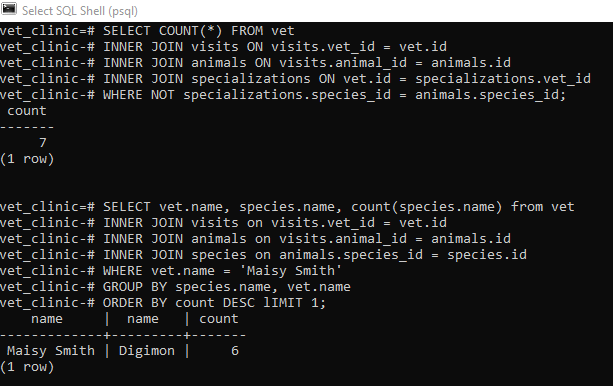 Select SQL Shell (psql)
vet_clinic=# SELECT COUNT(*) FROM vet
vet_clinic-# INNER JOIN visits ON visits.vet_id = vet.id
vet_clinic-# INNER JOIN animals ON visits.animal_id = animals.id
vet_clinic-# INNER JOIN specializations ON vet.id = specializations.vet_id
vet_clinic-# WHERE NOT specializations.species_id = animals.species_id;
 count
-------
     7
(1 row)

vet_clinic=# SELECT vet.name, species.name, count(species.name) from vet
vet_clinic-# INNER JOIN visits on visits.vet_id = vet.id
vet_clinic-# INNER JOIN animals on visits.animal_id = animals.id
vet_clinic-# INNER JOIN species on animals.species_id = species.id
vet_clinic-# WHERE vet.name = 'Maisy Smith'
vet_clinic-# GROUP BY species.name, vet.name
vet_clinic-# ORDER BY count DESC lIMIT 1;
    name     |  name   | count
-------------+---------+-------
 Maisy Smith | Digimon |     6
(1 row)